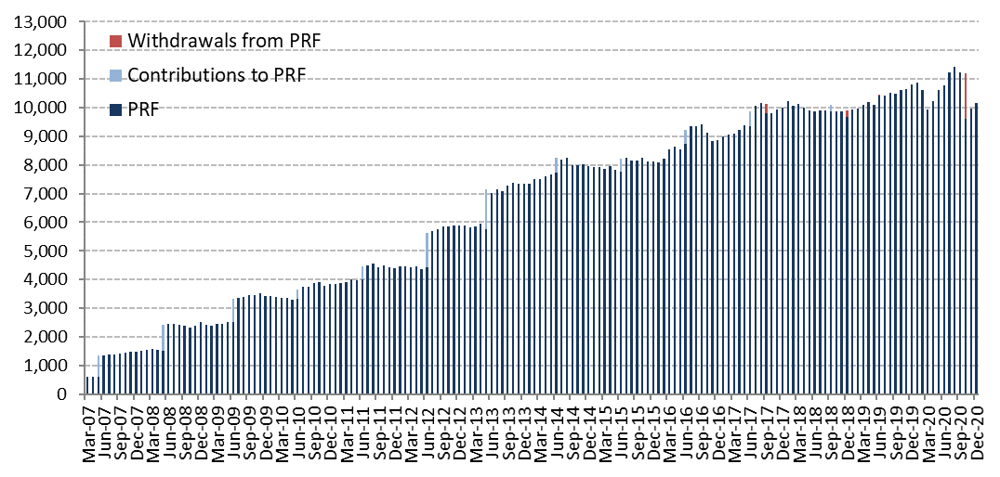 13,000
12,000
11,000
10,000
9,000
8,000
7,000
6,000
5,000
4,000
3,000
2,000
1,000
0
Withdrawals from PRF
Contributions to PRF
PRF
Mar-07
Jun-07
Sep-07
Dec-07
Mar-08
Jun-08
Sep-08
Dec-08
Mar-09
Jun-09
Sep-09
Dec-09
Mar-10
Jun-10
Sep-10
Dec-10
Mar-11
Jun-11
Sep-11
Dec-11
Mar-12
Jun-12
Sep-12
Dec-12
Mar-13
Jun-13
Sep-13
Dec-13
Mar-14
Jun-14
Sep-14
Dec-14
Mar-15
Jun-15
Sep-15
Dec-15
Mar-16
Jun-16
Sep-16
Dec-16
Mar-17
Jun-17
Sep-17
Dec-17
Mar-18
Jun-18
Sep-18
Dec-18
Mar-19
Jun-19
Sep-19
Dec-19
Mar-20
Jun-20
Sep-20
Dec-20